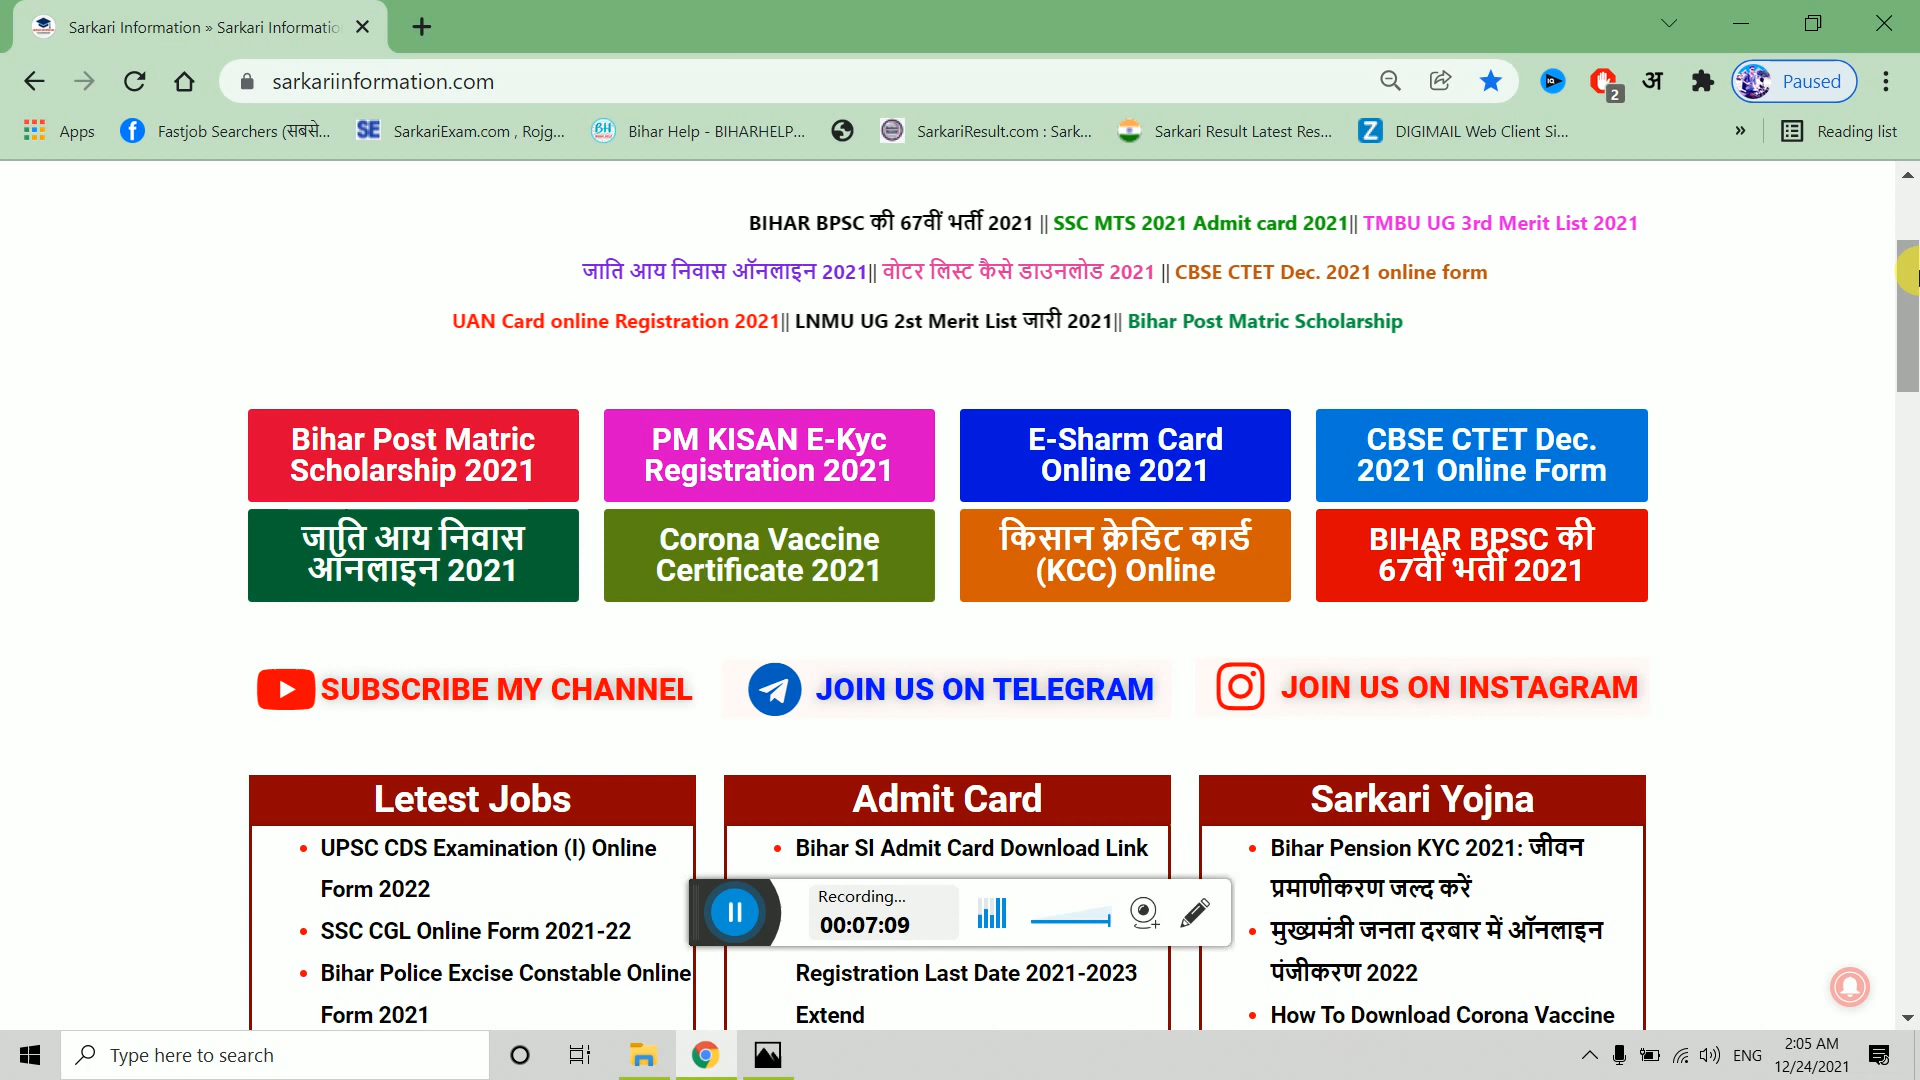 Sarkari Information » Sarkari Informatio
sarkariinformation.com
2
अ
Paused
Apps
Fastjob Searchers (सबसे...
SE
SarkariExam.com , Rojg...
BH
Bihar Help - BIHARHELP...
SarkariResult.com : Sark...
Sarkari Result Latest Res...
Z
DIGIMAIL Web Client Si...
»
Reading list
BIHAR BPSC की 67वीं भर्ती 2021 || SSC MTS 2021 Admit card 2021|| TMBU UG 3rd Merit List 2021
जाति आय निवास ऑनलाइन 2021|| वोटर लिस्ट कैसे डाउनलोड 2021 || CBSE CTET Dec. 2021 online form
UAN Card online Registration 2021|| LNMU UG 2st Merit List जारी 2021|| Bihar Post Matric Scholarship
Bihar Post Matric
Scholarship 2021
PM KISAN E-Kyc
Registration 2021
E-Sharm Card
Online 2021
CBSE CTET Dec.
2021 Online Form
जाति आय निवास
ऑनलाइन 2021
Corona Vaccine
Certificate 2021
किसान क्रेडिट कार्ड
(KCC) Online
BIHAR BPSC की
67वीं भर्ती 2021
SUBSCRIBE MY CHANNEL
JOIN US ON TELEGRAM
JOIN US ON INSTAGRAM
Letest Jobs
UPSC CDS Examination (I) Online
Form 2022
SSC CGL Online Form 2021-22
Bihar Police Excise Constable Online
Form 2021
Admit Card
Bihar SI Admit Card Download Link
Registration Last Date 2021-2023
Extend
Sarkari Yojna
Bihar Pension KYC 2021: जीवन
प्रमाणीकरण जल्द करें
मुख्यमंत्री जनता दरबार में ऑनलाइन
पंजीकरण 2022
How To Download Corona Vaccine
Recording...
00:07:09
Type here to search
ENG
2:05 AM
12/24/2021